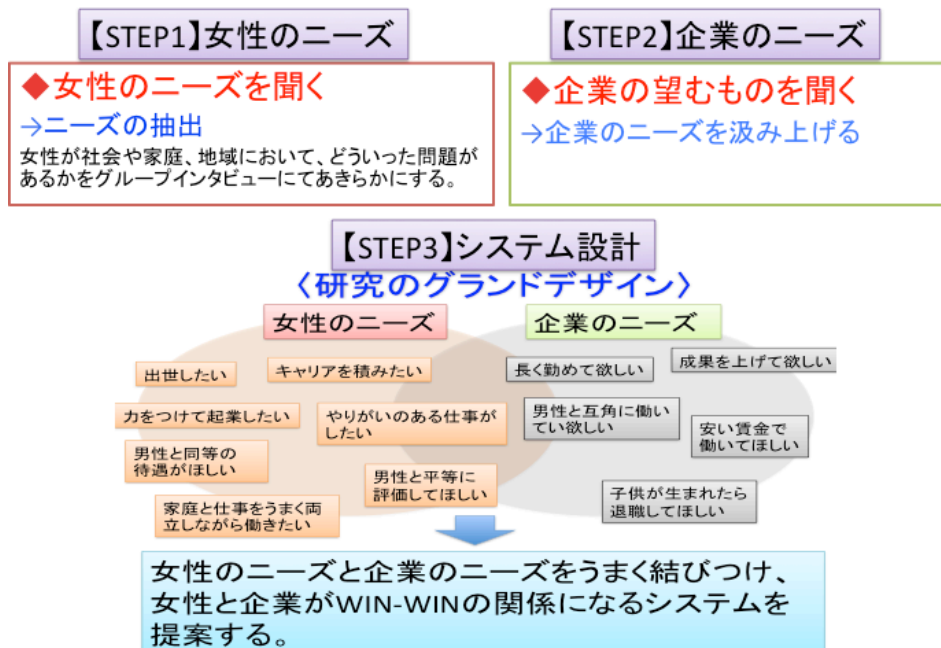 【STEP1】女性のニーズ
◆女性のニーズを聞く
→ニーズの抽出
女性が社会や家庭、地域において、どういった問題が
あるかをグループインタビューにてあきらかにする。
【STEP2】企業のニーズ
◆企業の望むものを聞く
→企業のニーズを汲み上げる
【STEP3】システム設計
〈研究のグランドデザイン〉
女性のニーズ
出世したい
キャリアを積みたい
力をつけて起業したい
やりがいのある仕事が
したい
男性と同等の
待遇がほしい
男性と平等に
評価してほしい
家庭と仕事をうまく両
立しながら働きたい
企業のニーズ
長く勤めて欲しい
成果を上げて欲しい
男性と互角に働い
てい欲しい
安い賃金で
働いてほしい
子供が生まれたら
退職してほしい
女性のニーズと企業のニーズをうまく結びつけ、
女性と企業がWIN-WINの関係になるシステムを
提案する。